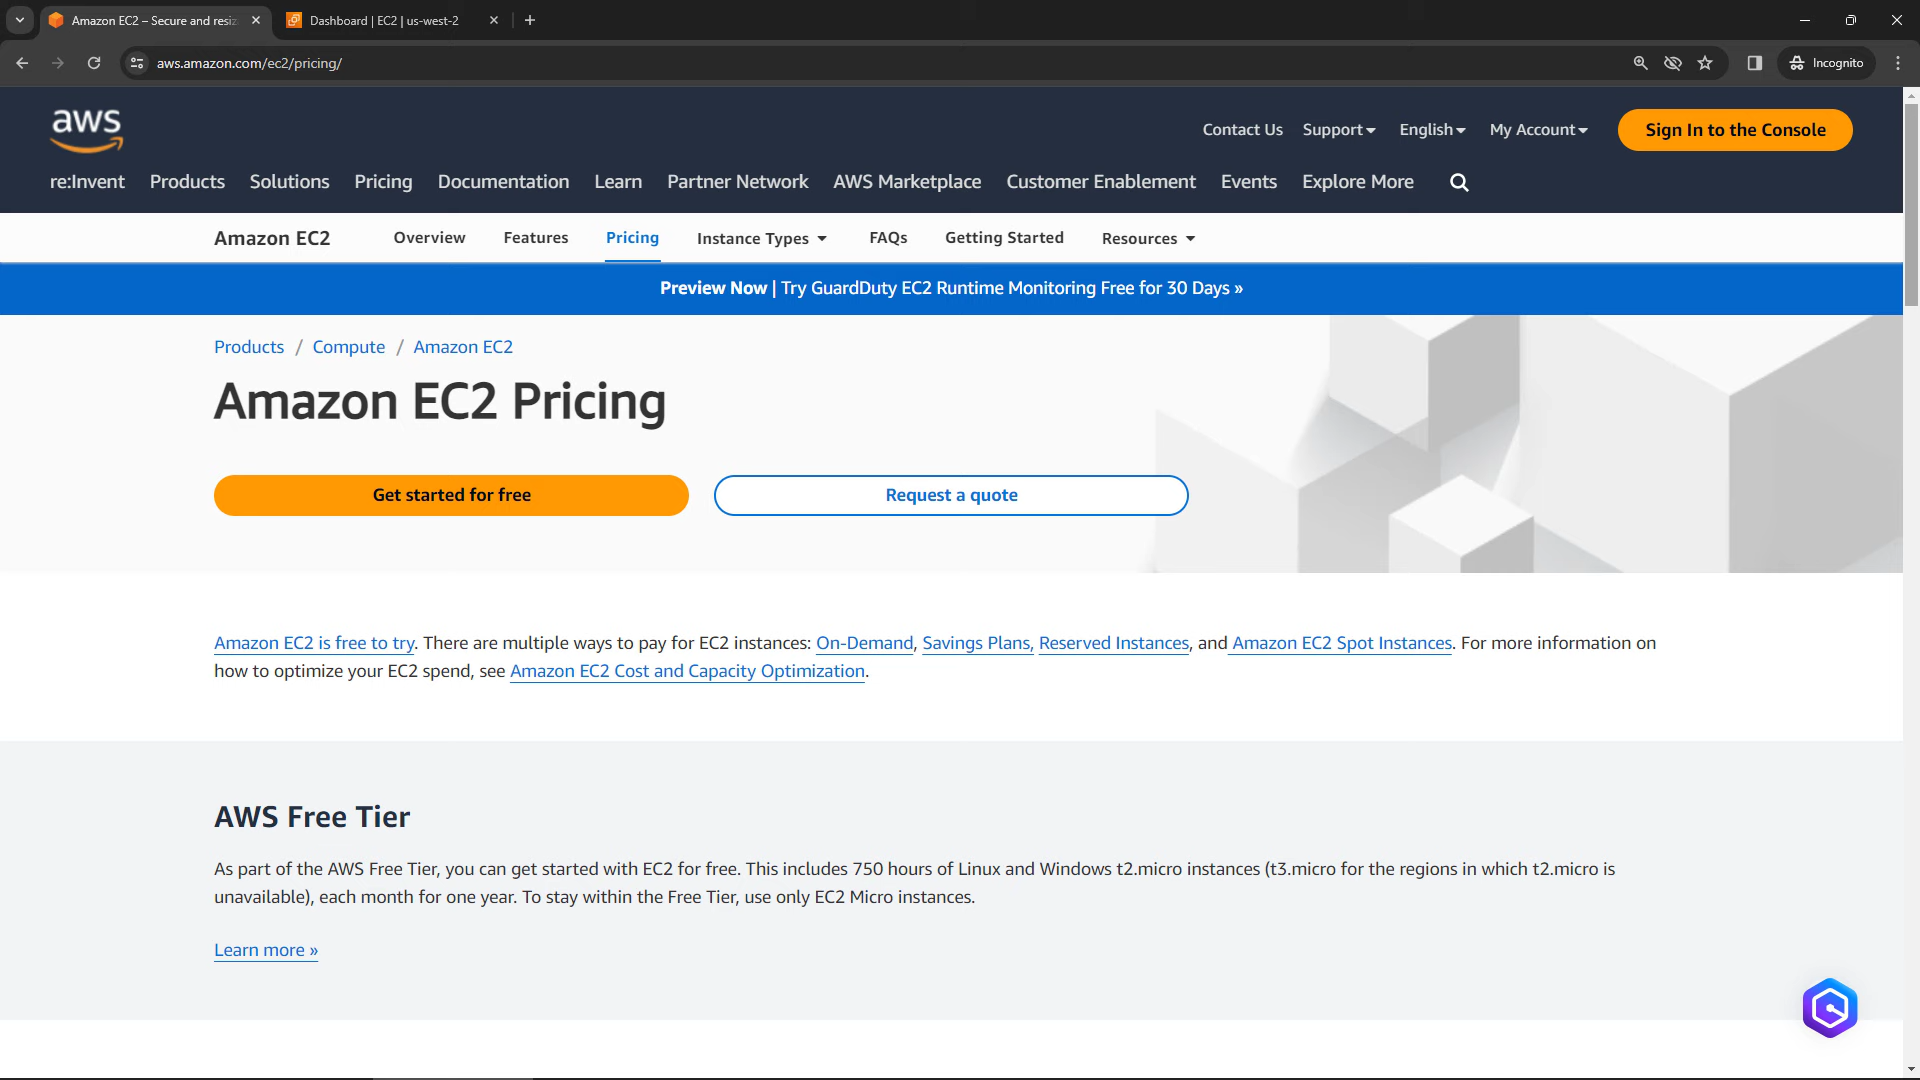 Amazon EC2 – Secure and resiz
Dashboard | EC2 | us-west-2
aws.amazon.com/ec2/pricing/
Incognito
aws
Contact Us Support English My Account Sign In to the Console
re:Invent Products Solutions Pricing Documentation Learn Partner Network AWS Marketplace Customer Enablement Events Explore More
Amazon EC2 Overview Features Pricing Instance Types FAQs Getting Started Resources
Preview Now | Try GuardDuty EC2 Runtime Monitoring Free for 30 Days »
Products / Compute / Amazon EC2
Amazon EC2 Pricing
Get started for free Request a quote
Amazon EC2 is free to try. There are multiple ways to pay for EC2 instances: On-Demand, Savings Plans, Reserved Instances, and Amazon EC2 Spot Instances. For more information on
how to optimize your EC2 spend, see Amazon EC2 Cost and Capacity Optimization.
AWS Free Tier
As part of the AWS Free Tier, you can get started with EC2 for free. This includes 750 hours of Linux and Windows t2.micro instances (t3.micro for the regions in which t2.micro is
unavailable), each month for one year. To stay within the Free Tier, use only EC2 Micro instances.
Learn more »